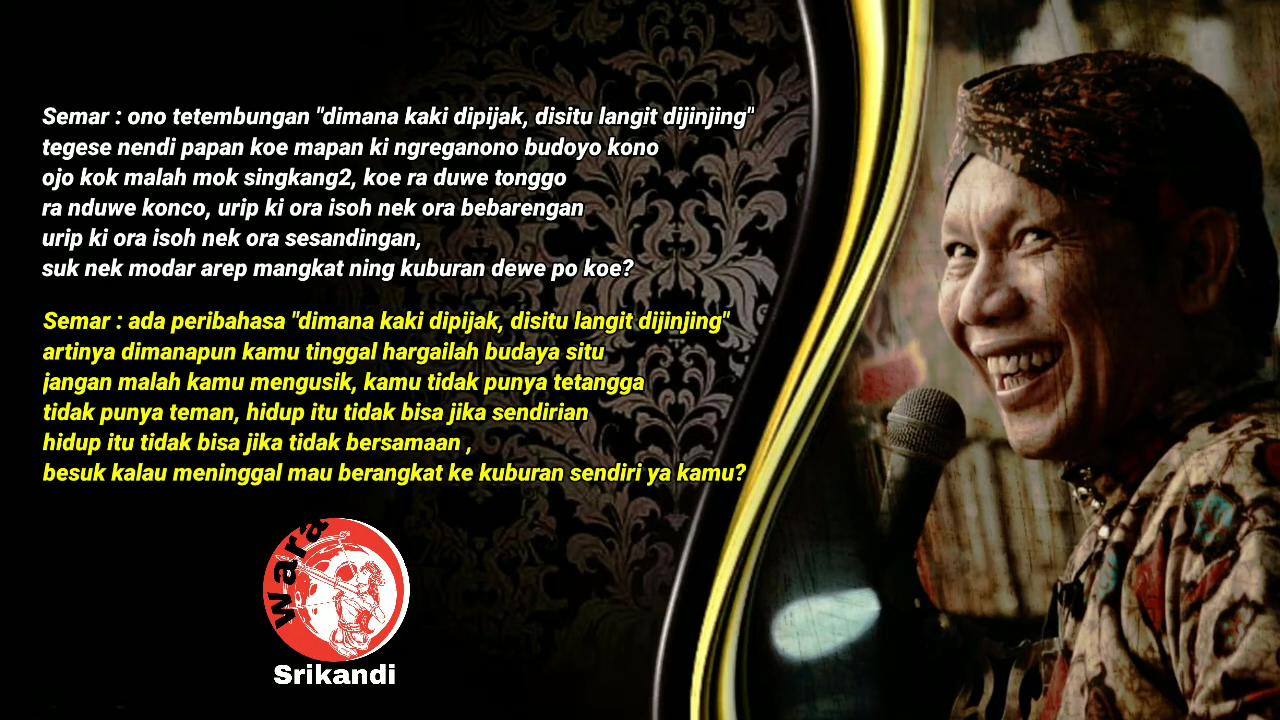 Semar : ono tetembungan "dimana kaki dipijak, disitu langit dijinjing"
tegese nendi papan koe mapan ki ngreganono budoyo kono
ojo kok malah mok singkang2, koe ra duwe tonggo
ra nduwe konco, urip ki ora isoh nek ora bebarengan
urip ki ora isoh nek ora sesandingan,
suk nek modar arep mangkat ning kuburan dewe po koe?
Semar : ada peribahasa "dimana kaki dipijak, disitu langit dijinjing"
artinya dimanapun kamu tinggal hargailah budaya situ
jangan malah kamu mengusik, kamu tidak punya tetangga
tidak punya teman, hidup itu tidak bisa jika sendirian
hidup itu tidak bisa jika tidak bersamaan ,
besuk kalau meninggal mau berangkat ke kuburan sendiri ya kamu?
wara
Srikandi